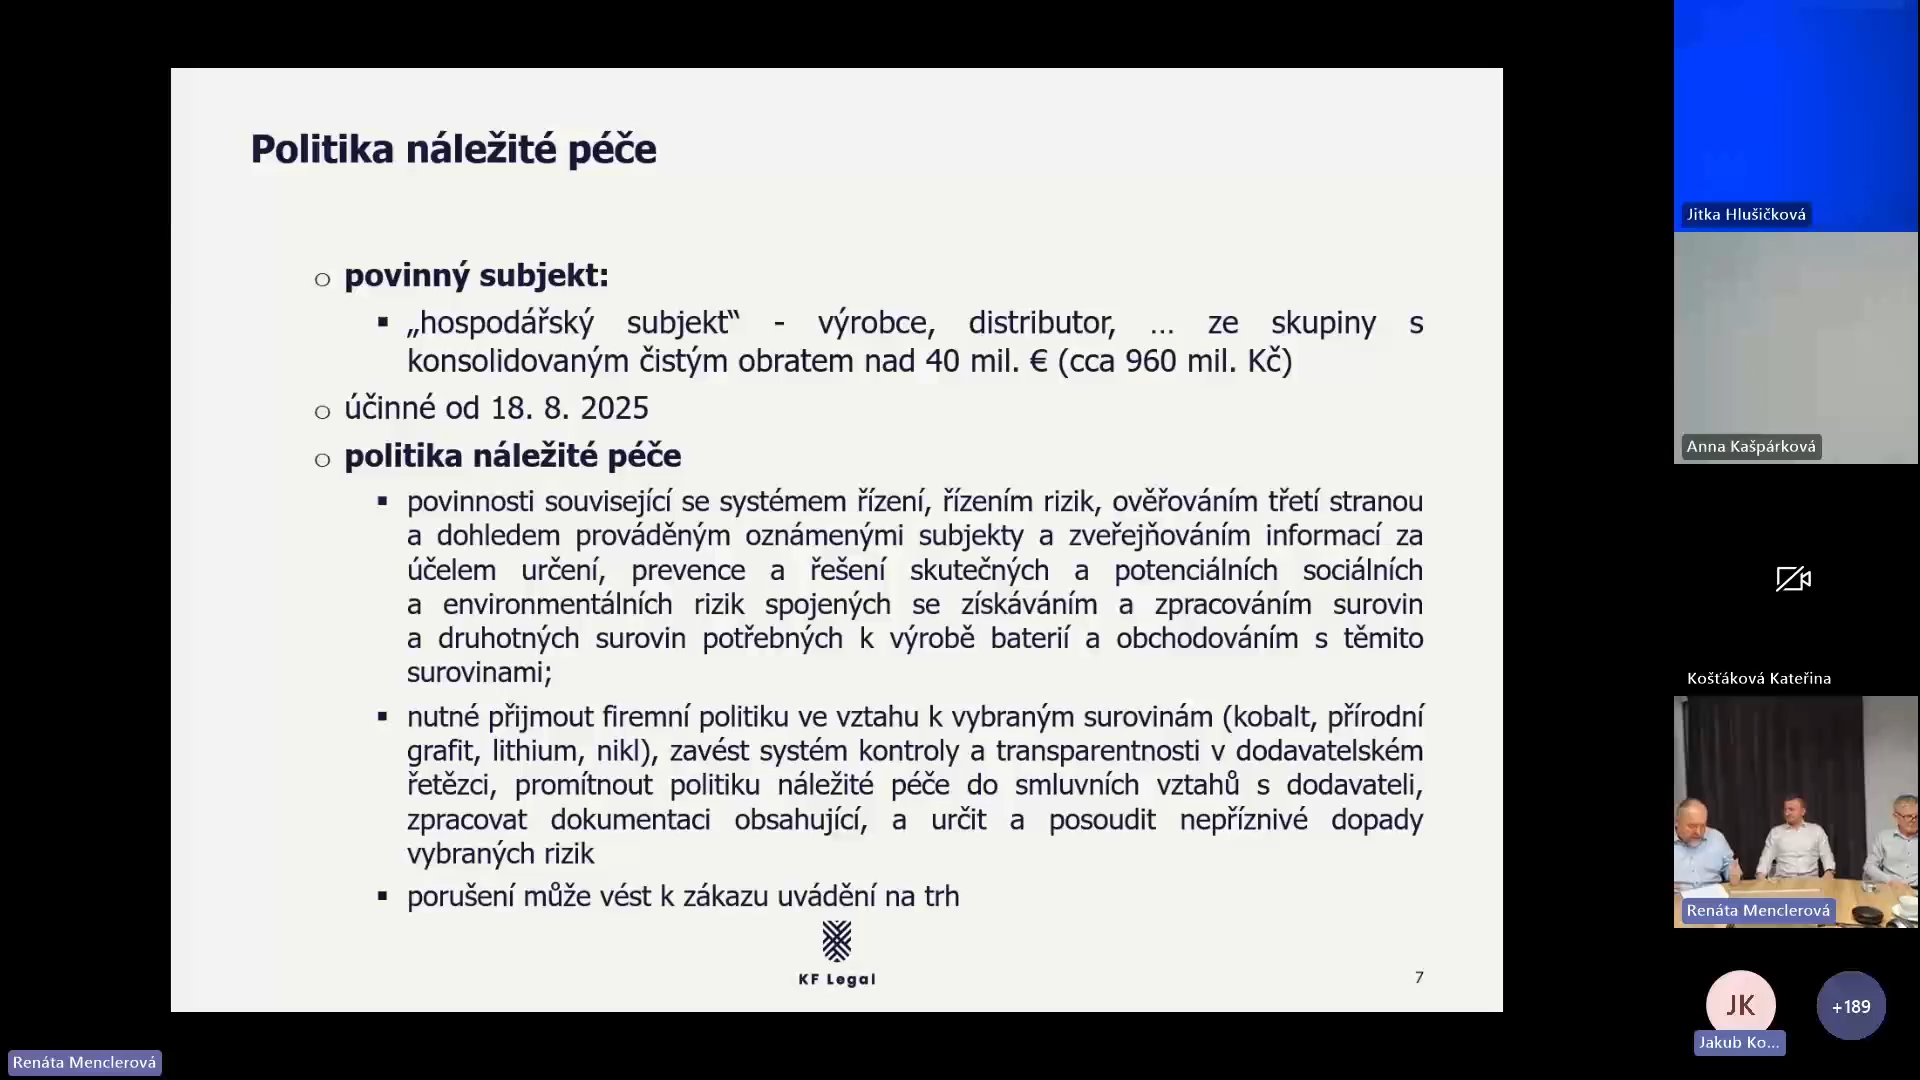 Politika náležité péče
o povinný subjekt:
▪ „hospodářský subjekt“ - výrobce, distributor, … ze skupiny s
konsolidovaným čistým obratem nad 40 mil. € (cca 960 mil. Kč)
o účinné od 18. 8. 2025
o politika náležité péče
▪ povinnosti související se systémem řízení, řízením rizik, ověřováním třetí stranou
a dohledem prováděným oznámenými subjekty a zveřejňováním informací za
účelem určení, prevence a řešení skutečných a potenciálních sociálních
a environmentálních rizik spojených se získáváním a zpracováním surovin
a druhotných surovin potřebných k výrobě baterií a obchodováním s těmito
surovinami;
▪ nutné přijmout firemní politiku ve vztahu k vybraným surovinám (kobalt, přírodní
grafit, lithium, nikl), zavést systém kontroly a transparentnosti v dodavatelském
řetězci, promítnout politiku náležité péče do smluvních vztahů s dodavateli,
zpracovat dokumentaci obsahující, a určit a posoudit nepříznivé dopady
vybraných rizik
▪ porušení může vést k zákazu uvádění na trh
KF Legal
7
Jitka Hlušičková
Anna Kašpárková
Košťáková Kateřina
Renáta Menclerová
JK
+189
Jakub Ko...
Renáta Menclerová